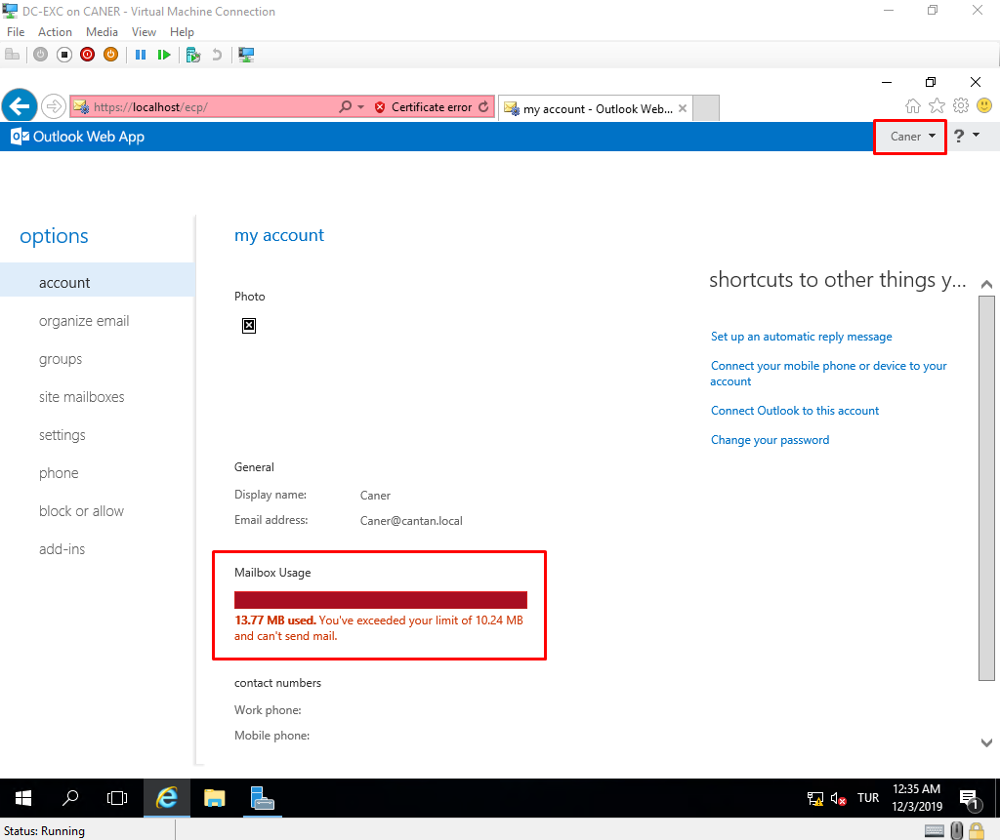 DC-EXC on CANER - Virtual Machine Connection
File Action Media View Help
https://localhost/ecp/
Certificate error
my account - Outlook Web...
Outlook Web App
Caner
?
options
account
organize email
groups
site mailboxes
settings
phone
block or allow
add-ins
my account
Photo
General
Display name: Caner
Email address: Caner@cantan.local
Mailbox Usage
13.77 MB used. You've exceeded your limit of 10.24 MB
and can't send mail.
contact numbers
Work phone:
Mobile phone:
shortcuts to other things y...
Set up an automatic reply message
Connect your mobile phone or device to your
account
Connect Outlook to this account
Change your password
TUR
12:35 AM
12/3/2019
1
Status: Running